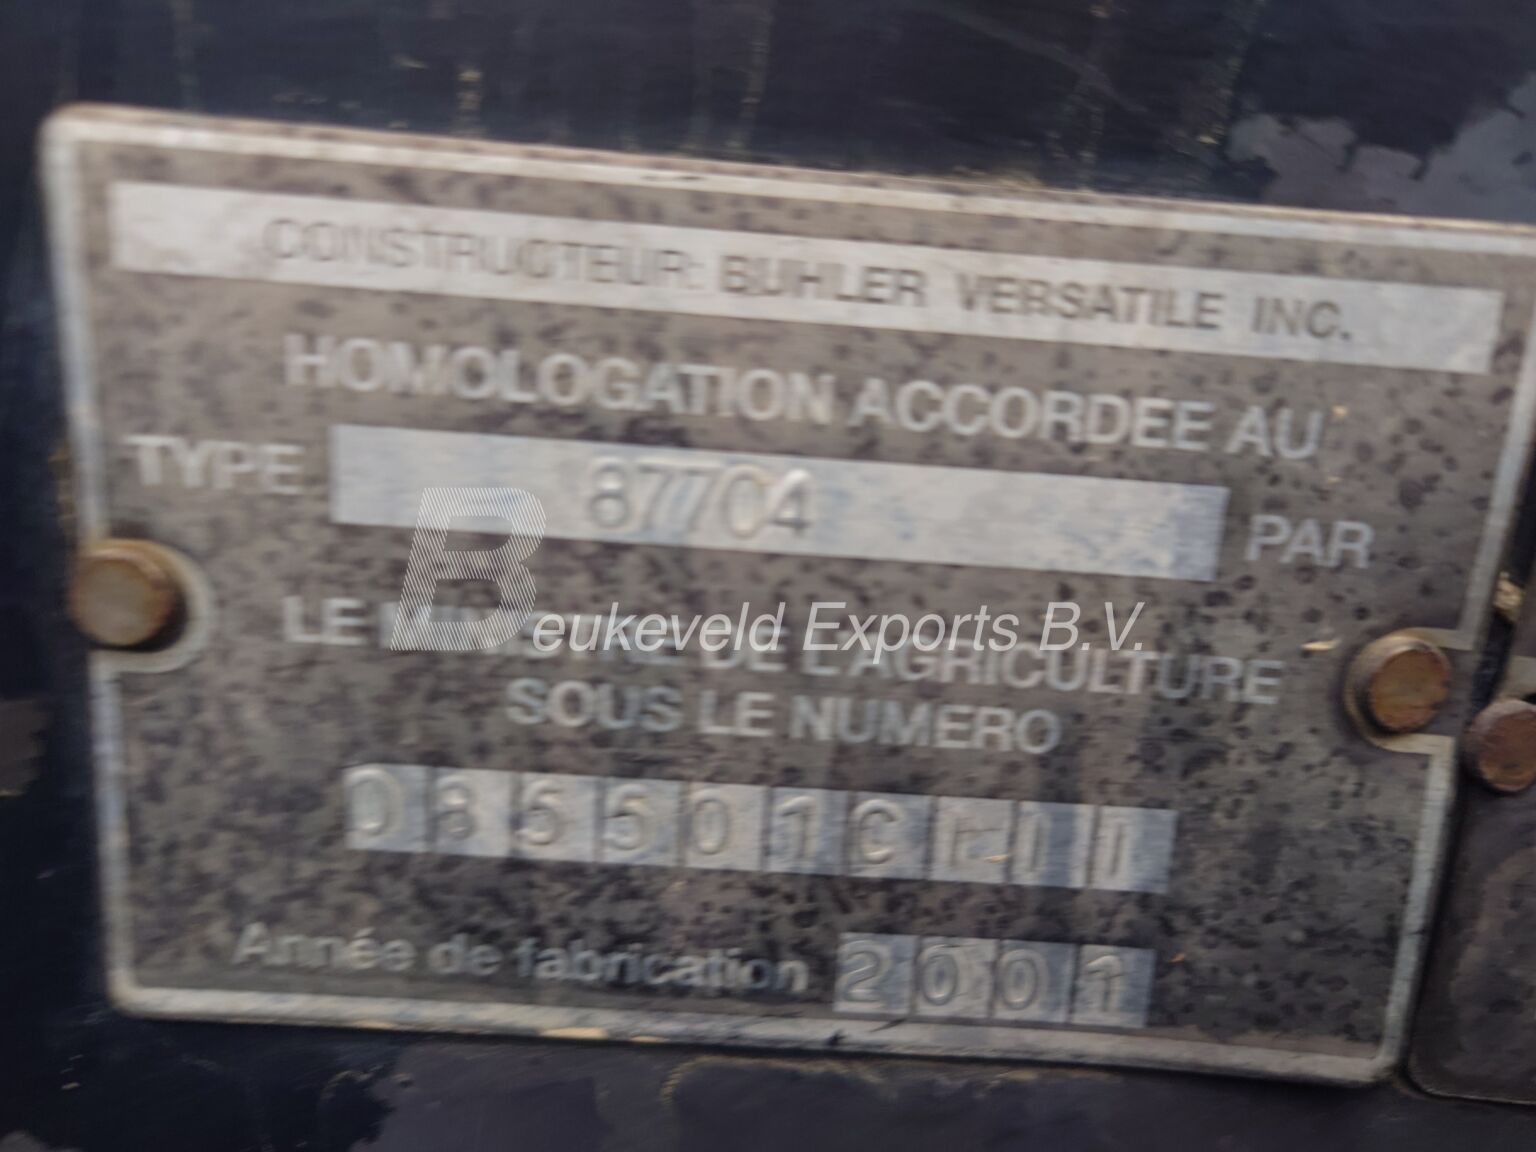 CONSTRUCTEUR: BUHLER VERSATILE INC.
HOMOLOGATION ACCORDEE AU
TYPE 87704 PAR
LE MINISTRE DE L'AGRICULTURE
Beukeveld Exports B.V.
SOUS LE NUMERO
Année de fabrication 2001